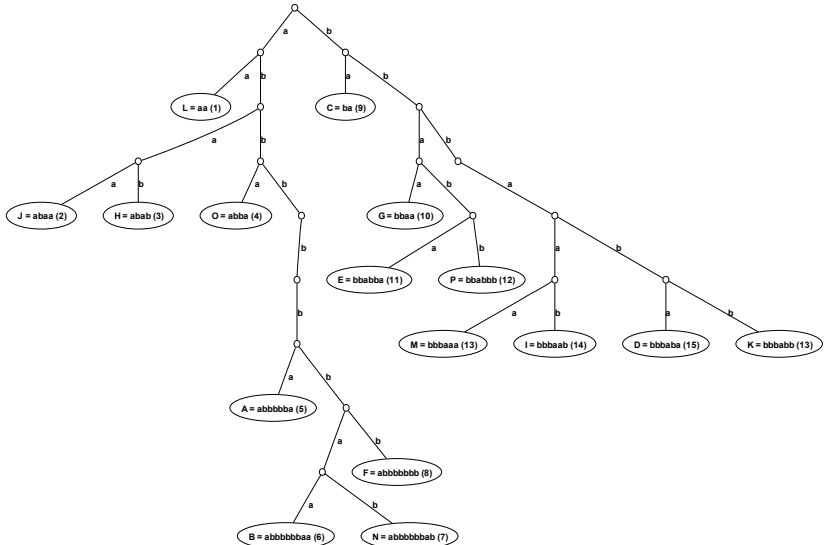 a b
a b a b
L = aa (1) C = ba (9)
a b a b
a b a b a b a
J = abaa (2) H = abab (3) O = abba (4) G = bbaa (10)
b a b a b
E = bbabba (11) P = bbabbb (12)
b a b a b
M = bbbaaa (13) I = bbbaab (14) D = bbbaba (15) K = bbbabb (13)
a b
A = abbbbba (5)
a b
F = abbbbbbb (8)
a b
B = abbbbbbaa (6) N = abbbbbbab (7)